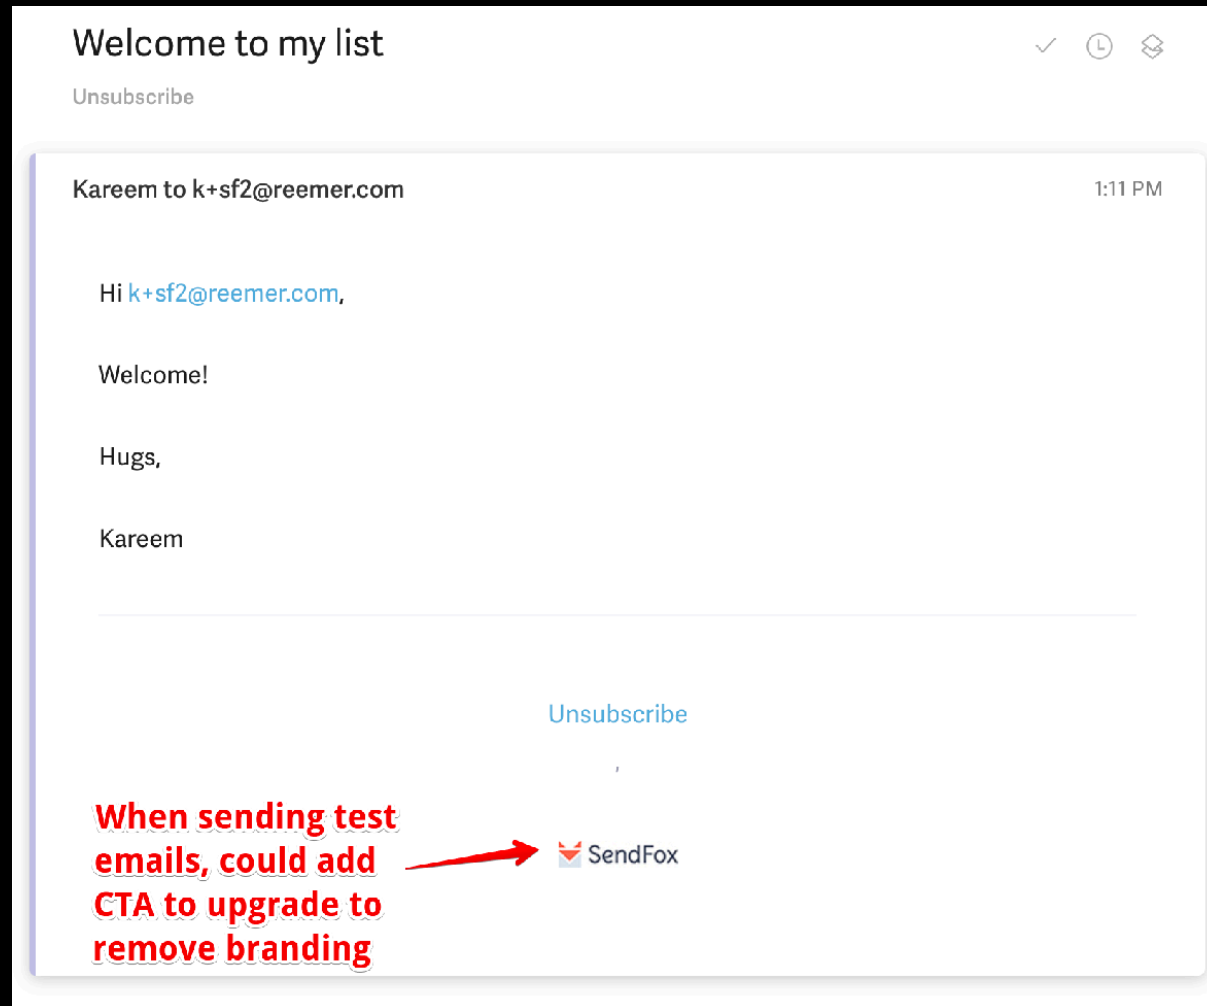 Welcome to my list
Unsubscribe
Kareem to k+sf2@reemer.com
1:11 PM
Hi k+sf2@reemer.com,
Welcome!
Hugs,
Kareem
Unsubscribe
,
When sending test
emails, could add
CTA to upgrade to
remove branding
SendFox